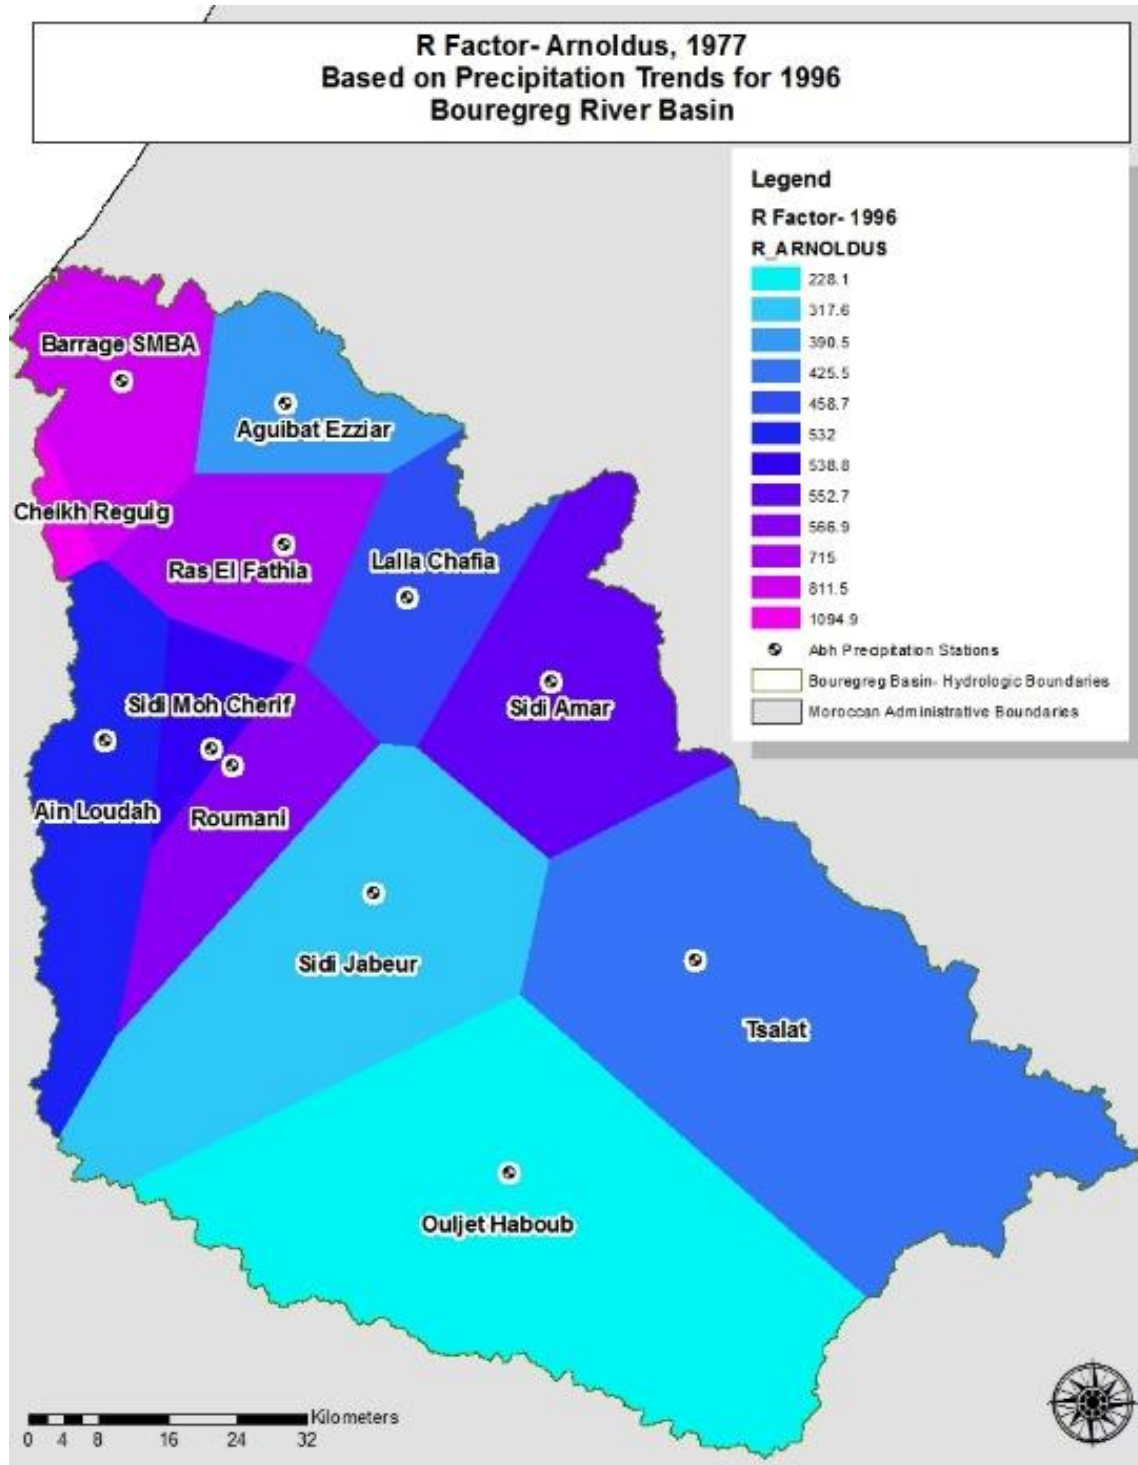 R Factor- Arnoldus, 1977
Based on Precipitation Trends for 1996
Bouregreg River Basin
Legend
R Factor- 1996
R_ARNOLDUS
228.1
317.6
390.5
425.5
458.7
532
538.8
552.7
566.9
715
811.5
1094.9
Abh Precipitation Stations
Bouregreg Basin- Hydrologic Boundaries
Moroccan Administrative Boundaries
Barrage SMBA
Aguibat Ezziar
Cheikh Reguig
Ras El Fathia
Lalla Chafia
Sidi Moh Cherif
Sidi Amar
Ain Loudah
Roumani
Sidi Jabeur
Tsalat
Ouljet Haboub
Kilometers
0 4 8 16 24 32